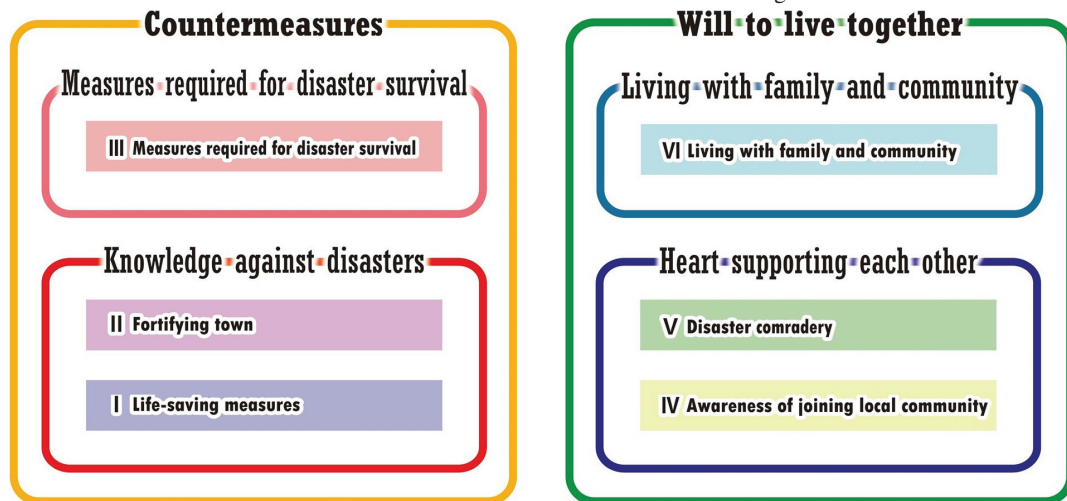 Countermeasures
Measures required for disaster survival
III Measures required for disaster survival
Knowledge against disasters
II Fortifying town
I Life-saving measures
Will to live together
Living with family and community
VI Living with family and community
Heart supporting each other
V Disaster comradery
IV Awareness of joining local community